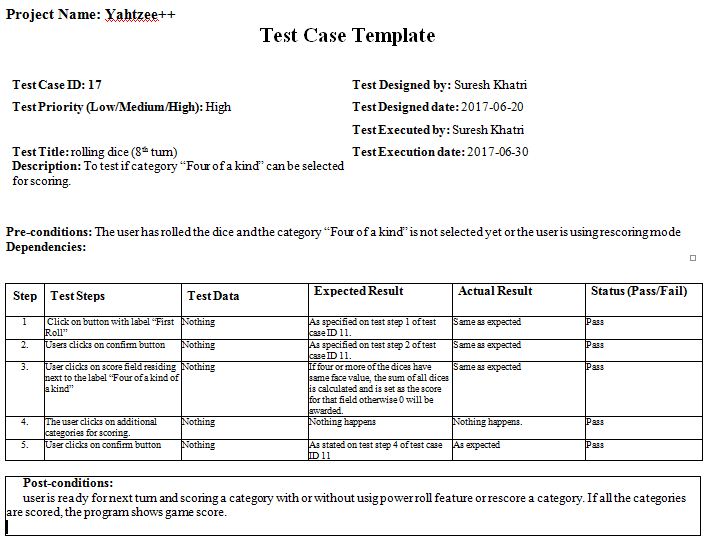 Project Name: Yahtzee++
Test Case Template
Test Case ID: 17
Test Designed by: Suresh Khatri
Test Priority (Low/Medium/High): High
Test Designed date: 2017-06-20
Test Executed by: Suresh Khatri
Test Title: rolling dice (8th turn)
Test Execution date: 2017-06-30
Description: To test if category “Four of a kind” can be selected
for scoring.
Pre-conditions: The user has rolled the dice and the category “Four of a kind” is not selected yet or the user is using rescoring mode
Dependencies:
Step Test Steps Test Data Expected Result Actual Result Status (Pass/Fail)
1 Click on button with label “First Nothing As specified on test step 1 of test Same as expected Pass
Roll” case ID 11.
2. Users clicks on confirm button Nothing As specified on test step 2 of test Same as expected Pass
case ID 11.
3. User clicks on score field residing Nothing If four or more of the dices have Same as expected Pass
next to the label “Four of a kind of same face value, the sum of all dices
a kind” is calculated and is set as the score
for that field otherwise 0 will be
awarded.
4. The user clicks on additional Nothing Nothing happens Nothing happens. Pass
categories for scoring.
5. User clicks on confirm button Nothing As stated on test step 4 of test case As expected Pass
ID 11
Post-conditions:
user is ready for next turn and scoring a category with or without usig power roll feature or rescore a category. If all the categories
are scored, the program shows game score.